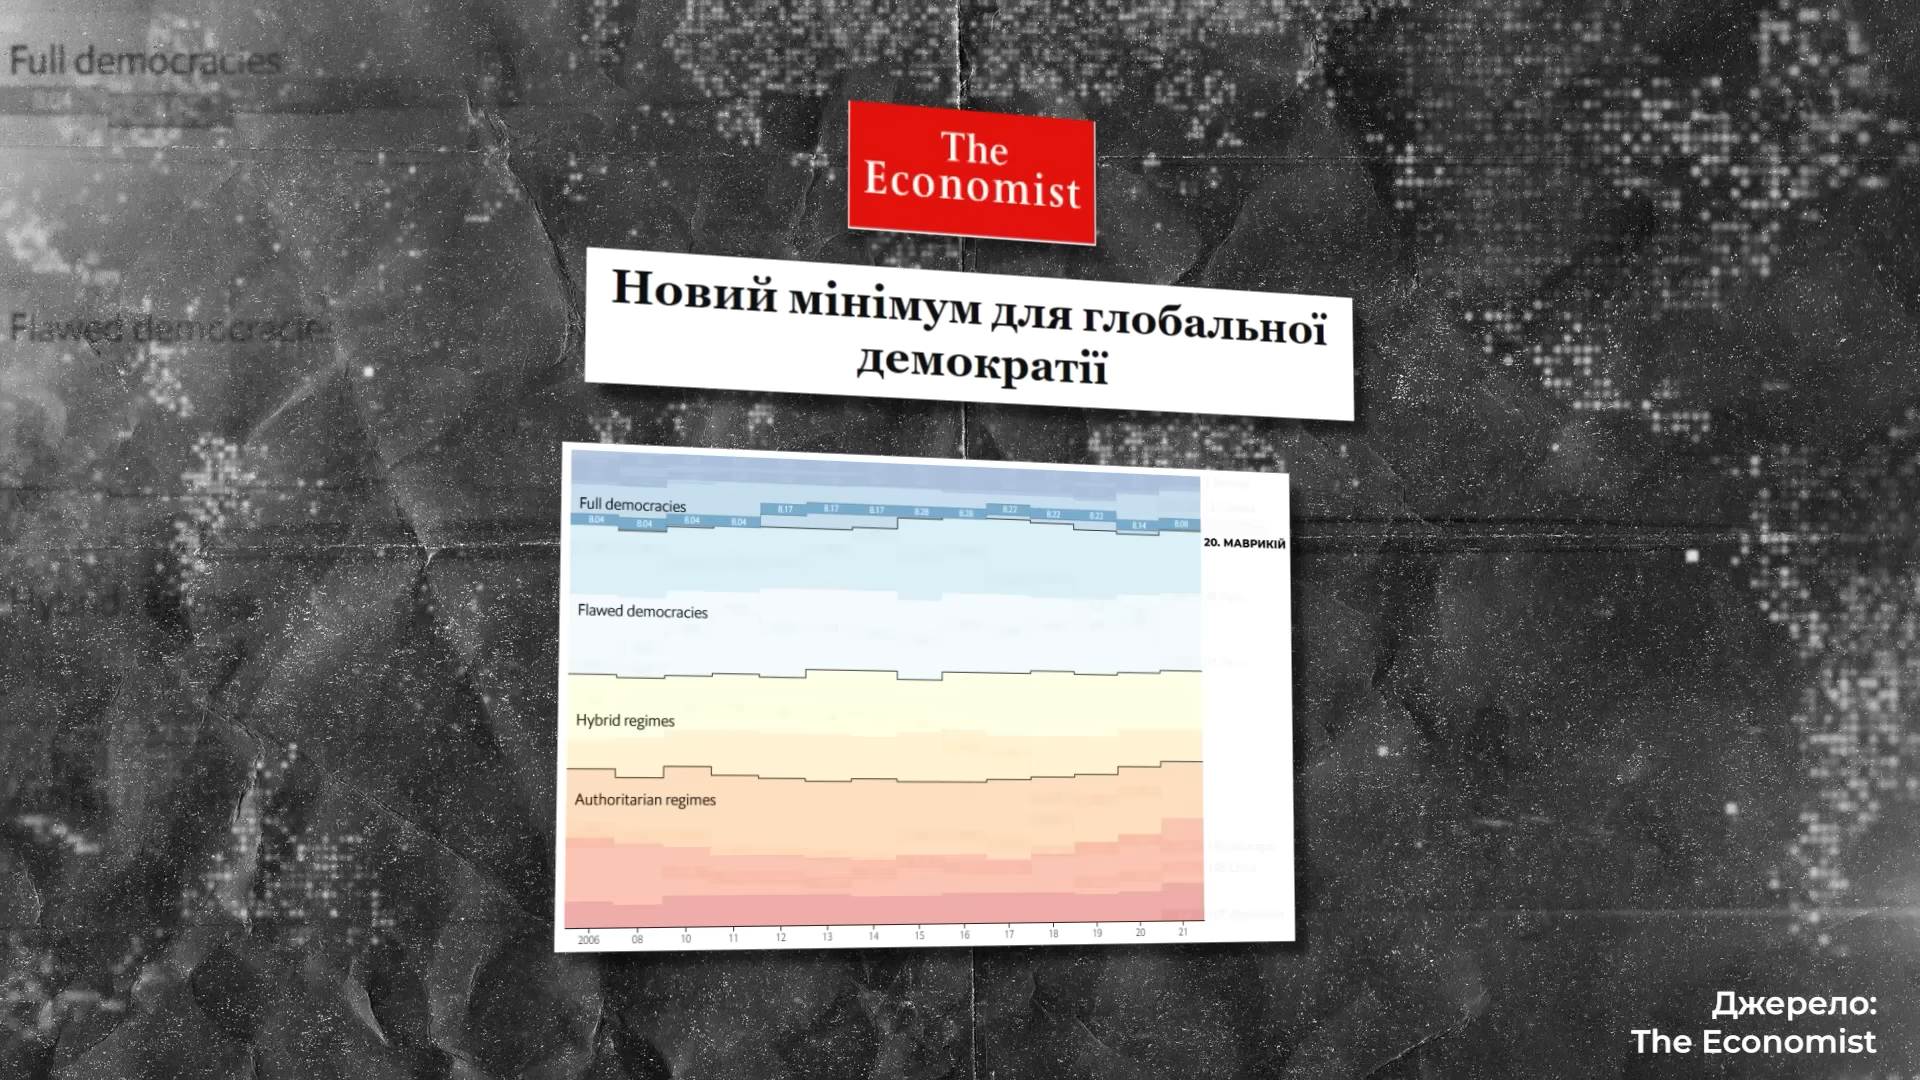 Full democracies
Flawed democracies
The
Economist
Новий мінімум для глобальної
демократії
Full democracies
8.04 8.04 8.04 8.04 8.17 8.17 8.17 8.28 8.28 8.22 8.22 8.22 8.14 8.08
20. МАВРИКІЙ
Flawed democracies
Hybrid regimes
Authoritarian regimes
2006 08 10 11 12 13 14 15 16 17 18 19 20 21
Джерело:
The Economist